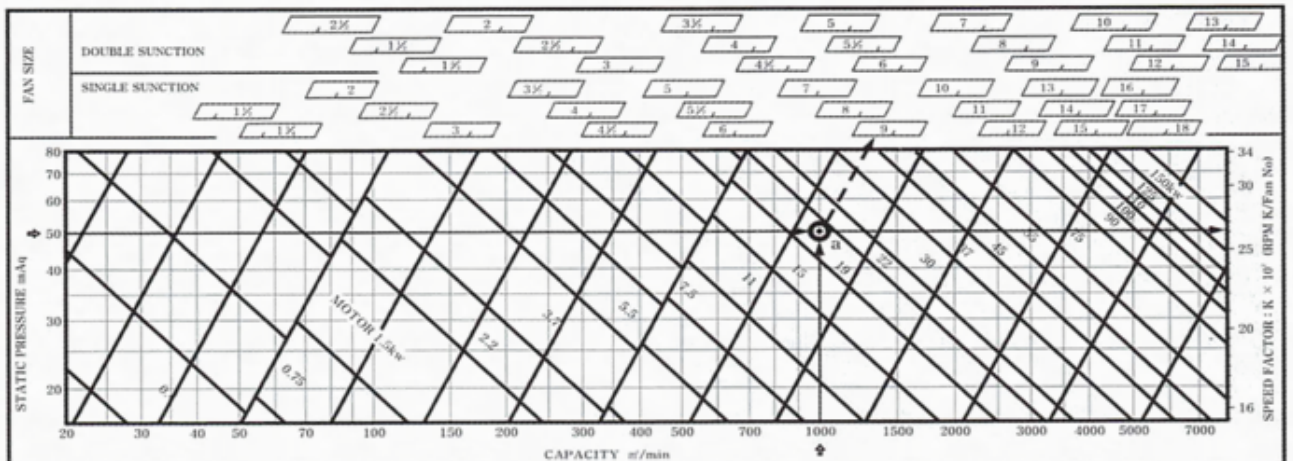 2½ 2 3½ 5 7 10 13
DOUBLE SUNCTION 1½ 2½ 4 5½ 8 11 14
1½ 3 4½ 6 9 12 15
FAN SIZE
SINGLE SUNCTION 2 3½ 5 7 10 13 16
1½ 2½ 4 5½ 8 11 14 17
1½ 3 4½ 6 9 12 15 18
80 34
70 150kw 30
60
50 a 25
40
30 20
20 16
90 75 55 45 37 30 22 19 15 11 7.5 5.5 3.7 2.2
MOTOR 1.5kw
0.75
STATIC PRESSURE mAq
SPEED FACTOR : K × 10³ (RPM K/Fan No)
20 30 40 50 70 100 150 200 300 400 500 700 1000 1500 2000 3000 4000 5000 7000
CAPACITY ㎥/min